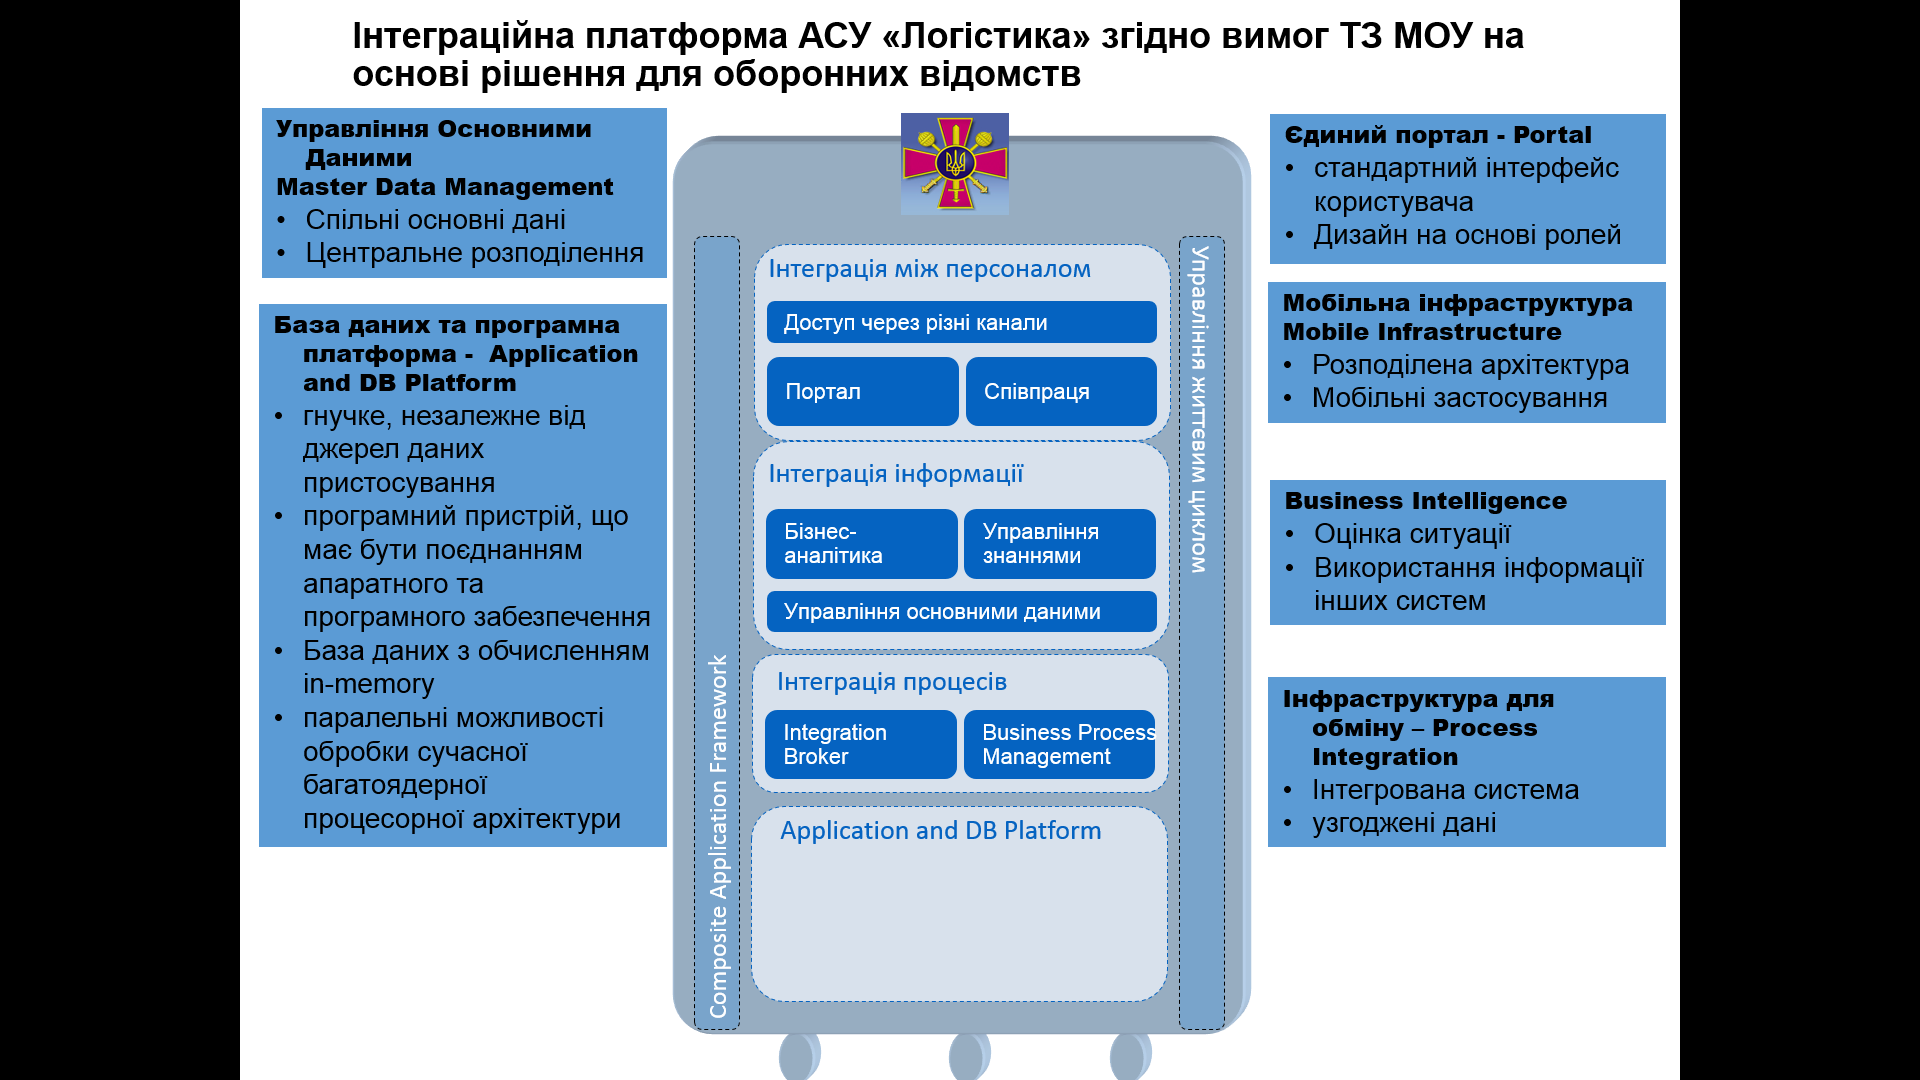 Інтеграційна платформа АСУ «Логістика» згідно вимог ТЗ МОУ на
основі рішення для оборонних відомств
Управління Основними
Даними
Master Data Management
• Спільні основні дані
• Центральне розподілення
База даних та програмна
платформа - Application
and DB Platform
• гнучке, незалежне від
джерел даних
пристосування
• програмний пристрій, що
має бути поєднанням
апаратного та
програмного забезпечення
• База даних з обчисленням
in-memory
• паралельні можливості
обробки сучасної
багатоядерної
процесорної архітектури
Composite Application Framework
Інтеграція між персоналом
Доступ через різні канали
Портал
Співпраця
Інтеграція інформації
Бізнес-
аналітика
Управління
знаннями
Управління основними даними
Інтеграція процесів
Integration
Broker
Business Process
Management
Application and DB Platform
Управління життєвим циклом
Єдиний портал - Portal
• стандартний інтерфейс
користувача
• Дизайн на основі ролей
Мобільна інфраструктура
Mobile Infrastructure
• Розподілена архітектура
• Мобільні застосування
Business Intelligence
• Оцінка ситуації
• Використання інформації
інших систем
Інфраструктура для
обміну – Process
Integration
• Інтегрована система
• узгоджені дані